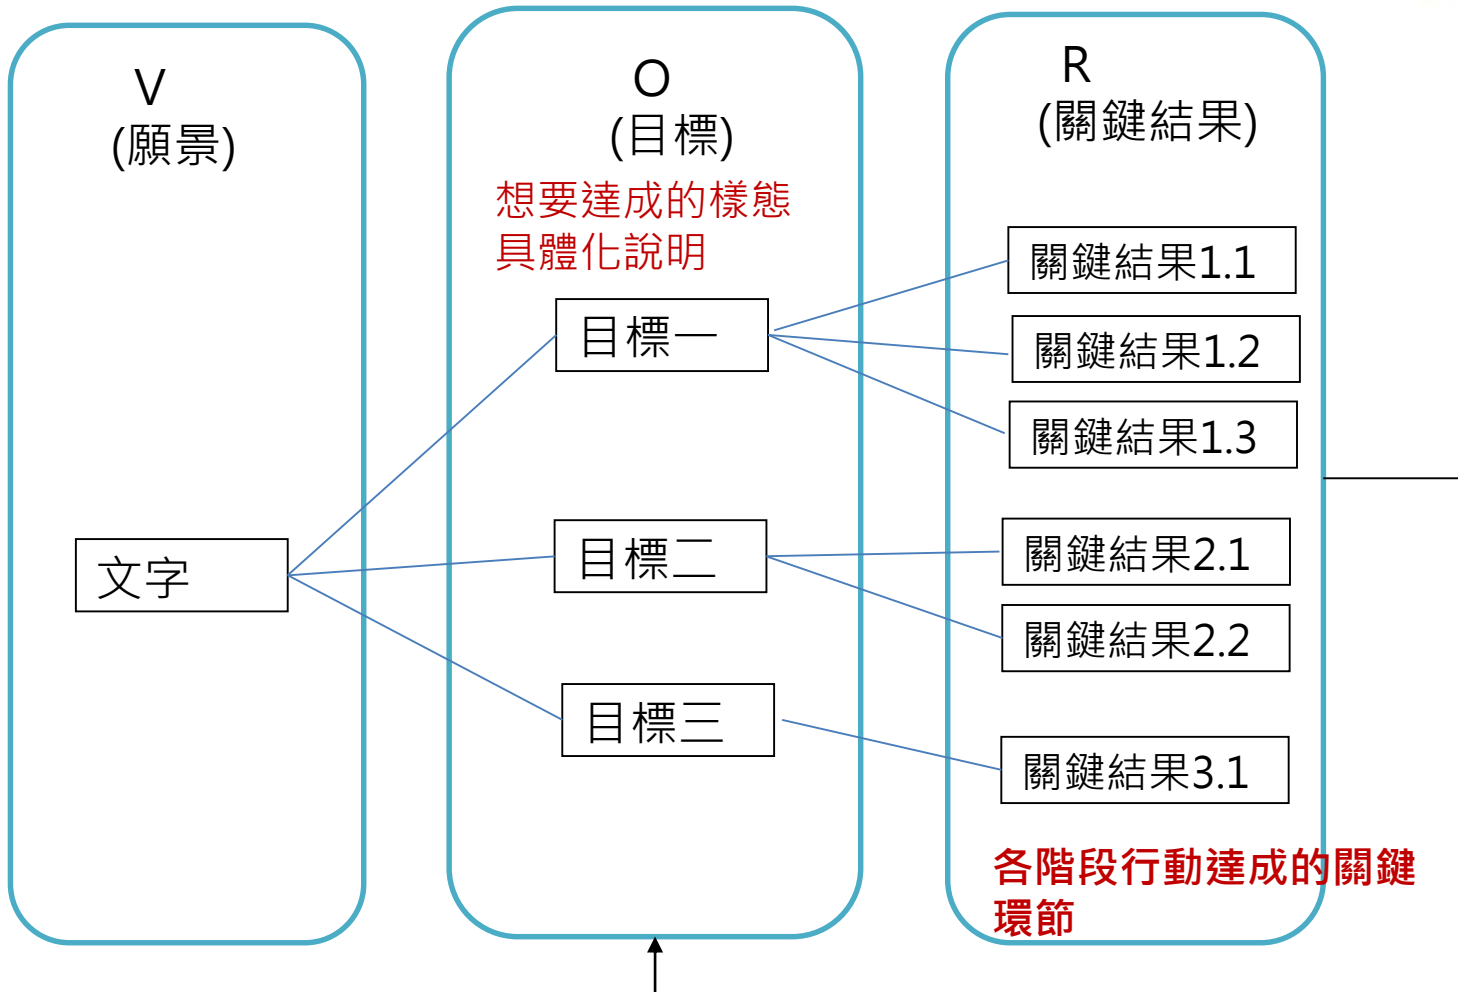 V
(願景)
文字
O
(目標)
想要達成的樣態
具體化說明
目標一
目標二
目標三
R
(關鍵結果)
關鍵結果1.1
關鍵結果1.2
關鍵結果1.3
關鍵結果2.1
關鍵結果2.2
關鍵結果3.1
各階段行動達成的關鍵
環節